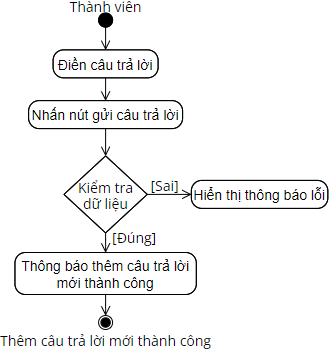 Thành viên
Điền câu trả lời
Nhấn nút gửi câu trả lời
Kiểm tra
dữ liệu
[Sai]
Hiển thị thông báo lỗi
[Đúng]
Thông báo thêm câu trả lời
mới thành công
Thêm câu trả lời mới thành công